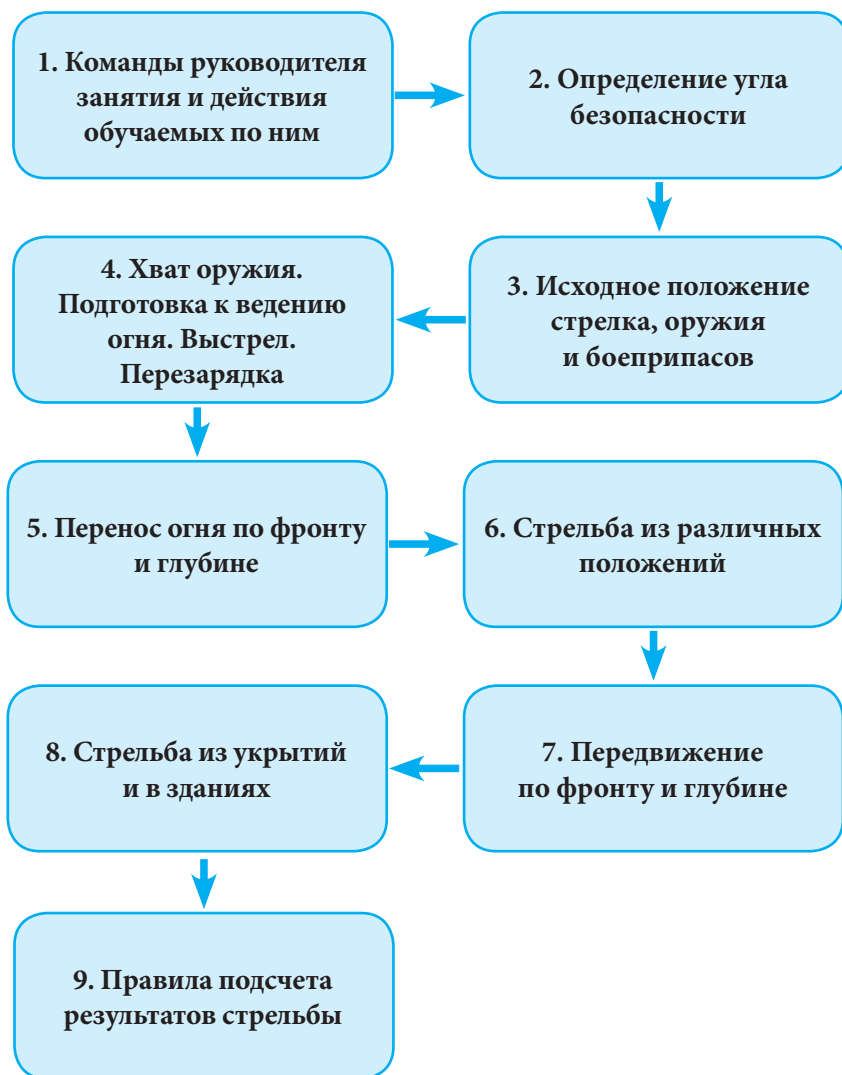 1. Команды руководителя
занятия и действия
обучаемых по ним
2. Определение угла
безопасности
3. Исходное положение
стрелка, оружия
и боеприпасов
4. Хват оружия.
Подготовка к ведению
огня. Выстрел.
Перезарядка
5. Перенос огня по фронту
и глубине
6. Стрельба из различных
положений
7. Передвижение
по фронту и глубине
8. Стрельба из укрытий
и в зданиях
9. Правила подсчета
результатов стрельбы